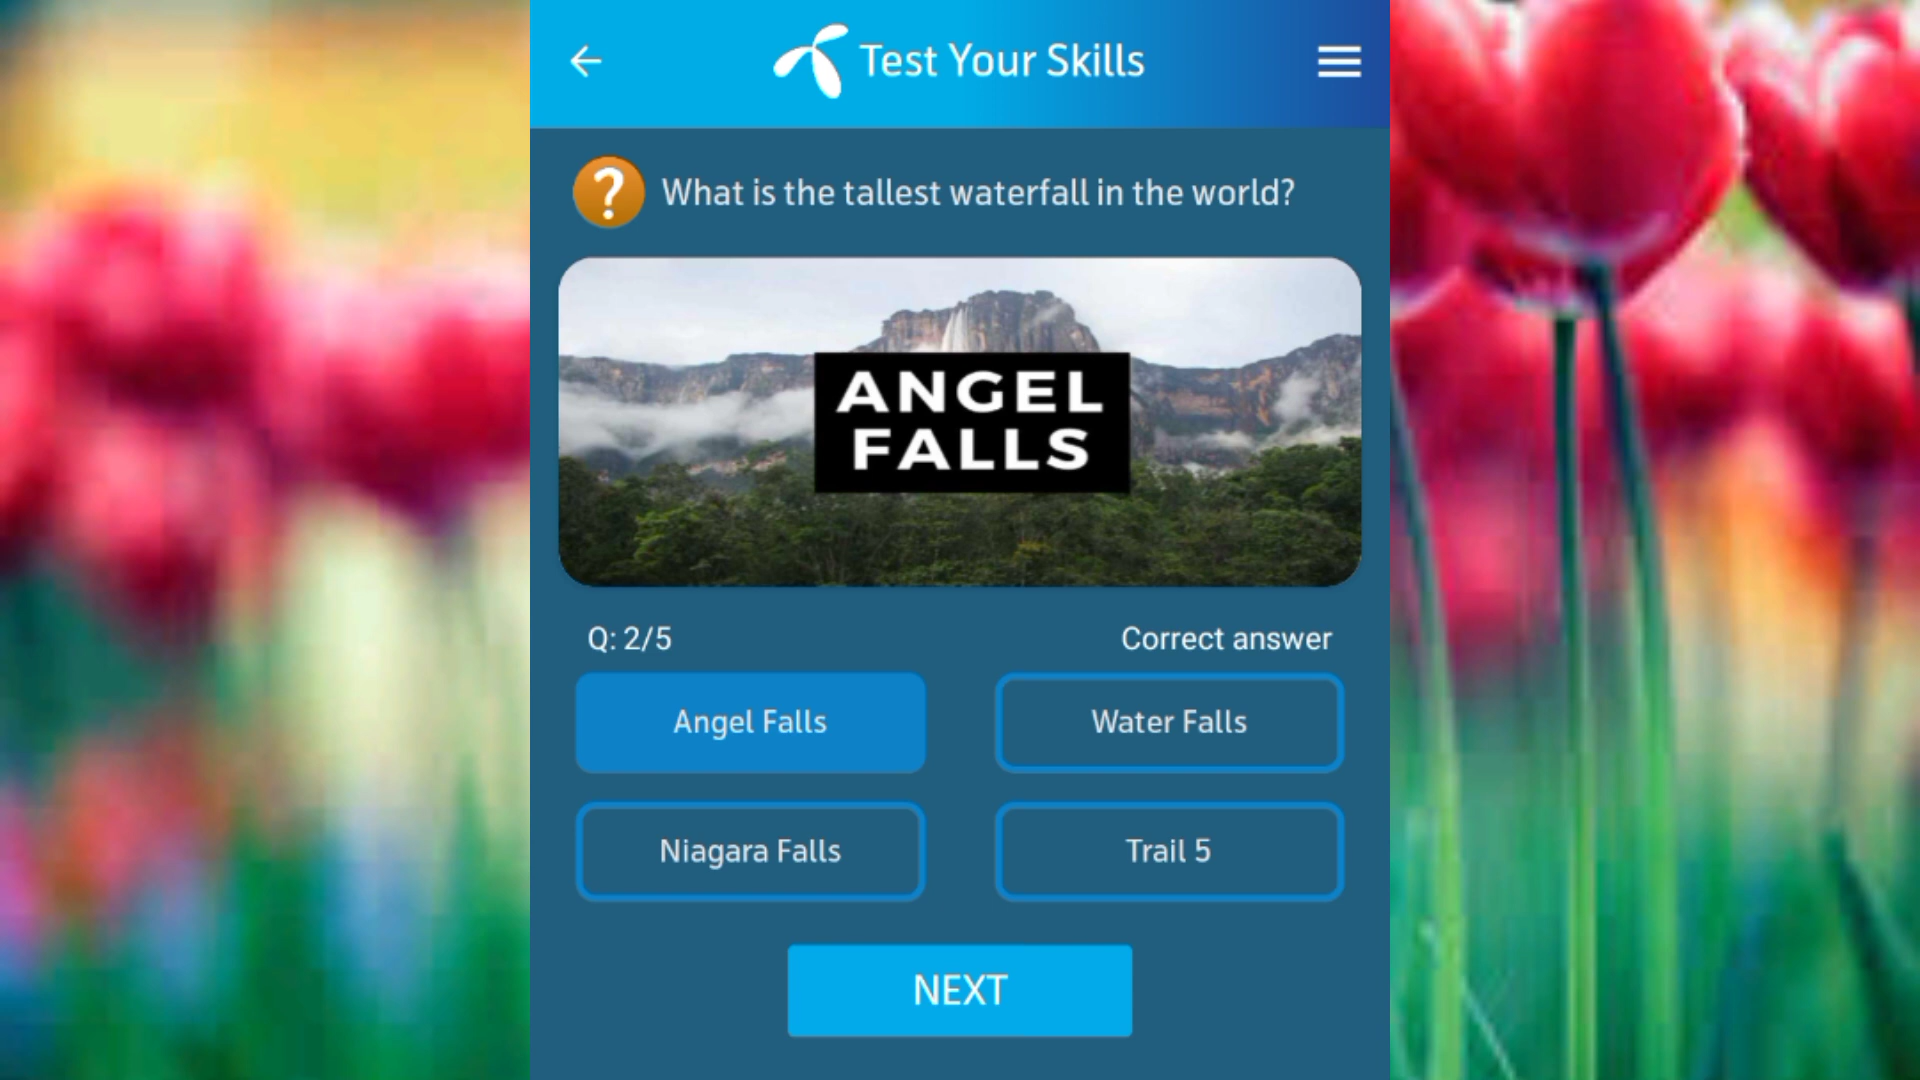 Test Your Skills
? What is the tallest waterfall in the world?
ANGEL
FALLS
Q: 2/5 Correct answer
Angel Falls Water Falls
Niagara Falls Trail 5
NEXT